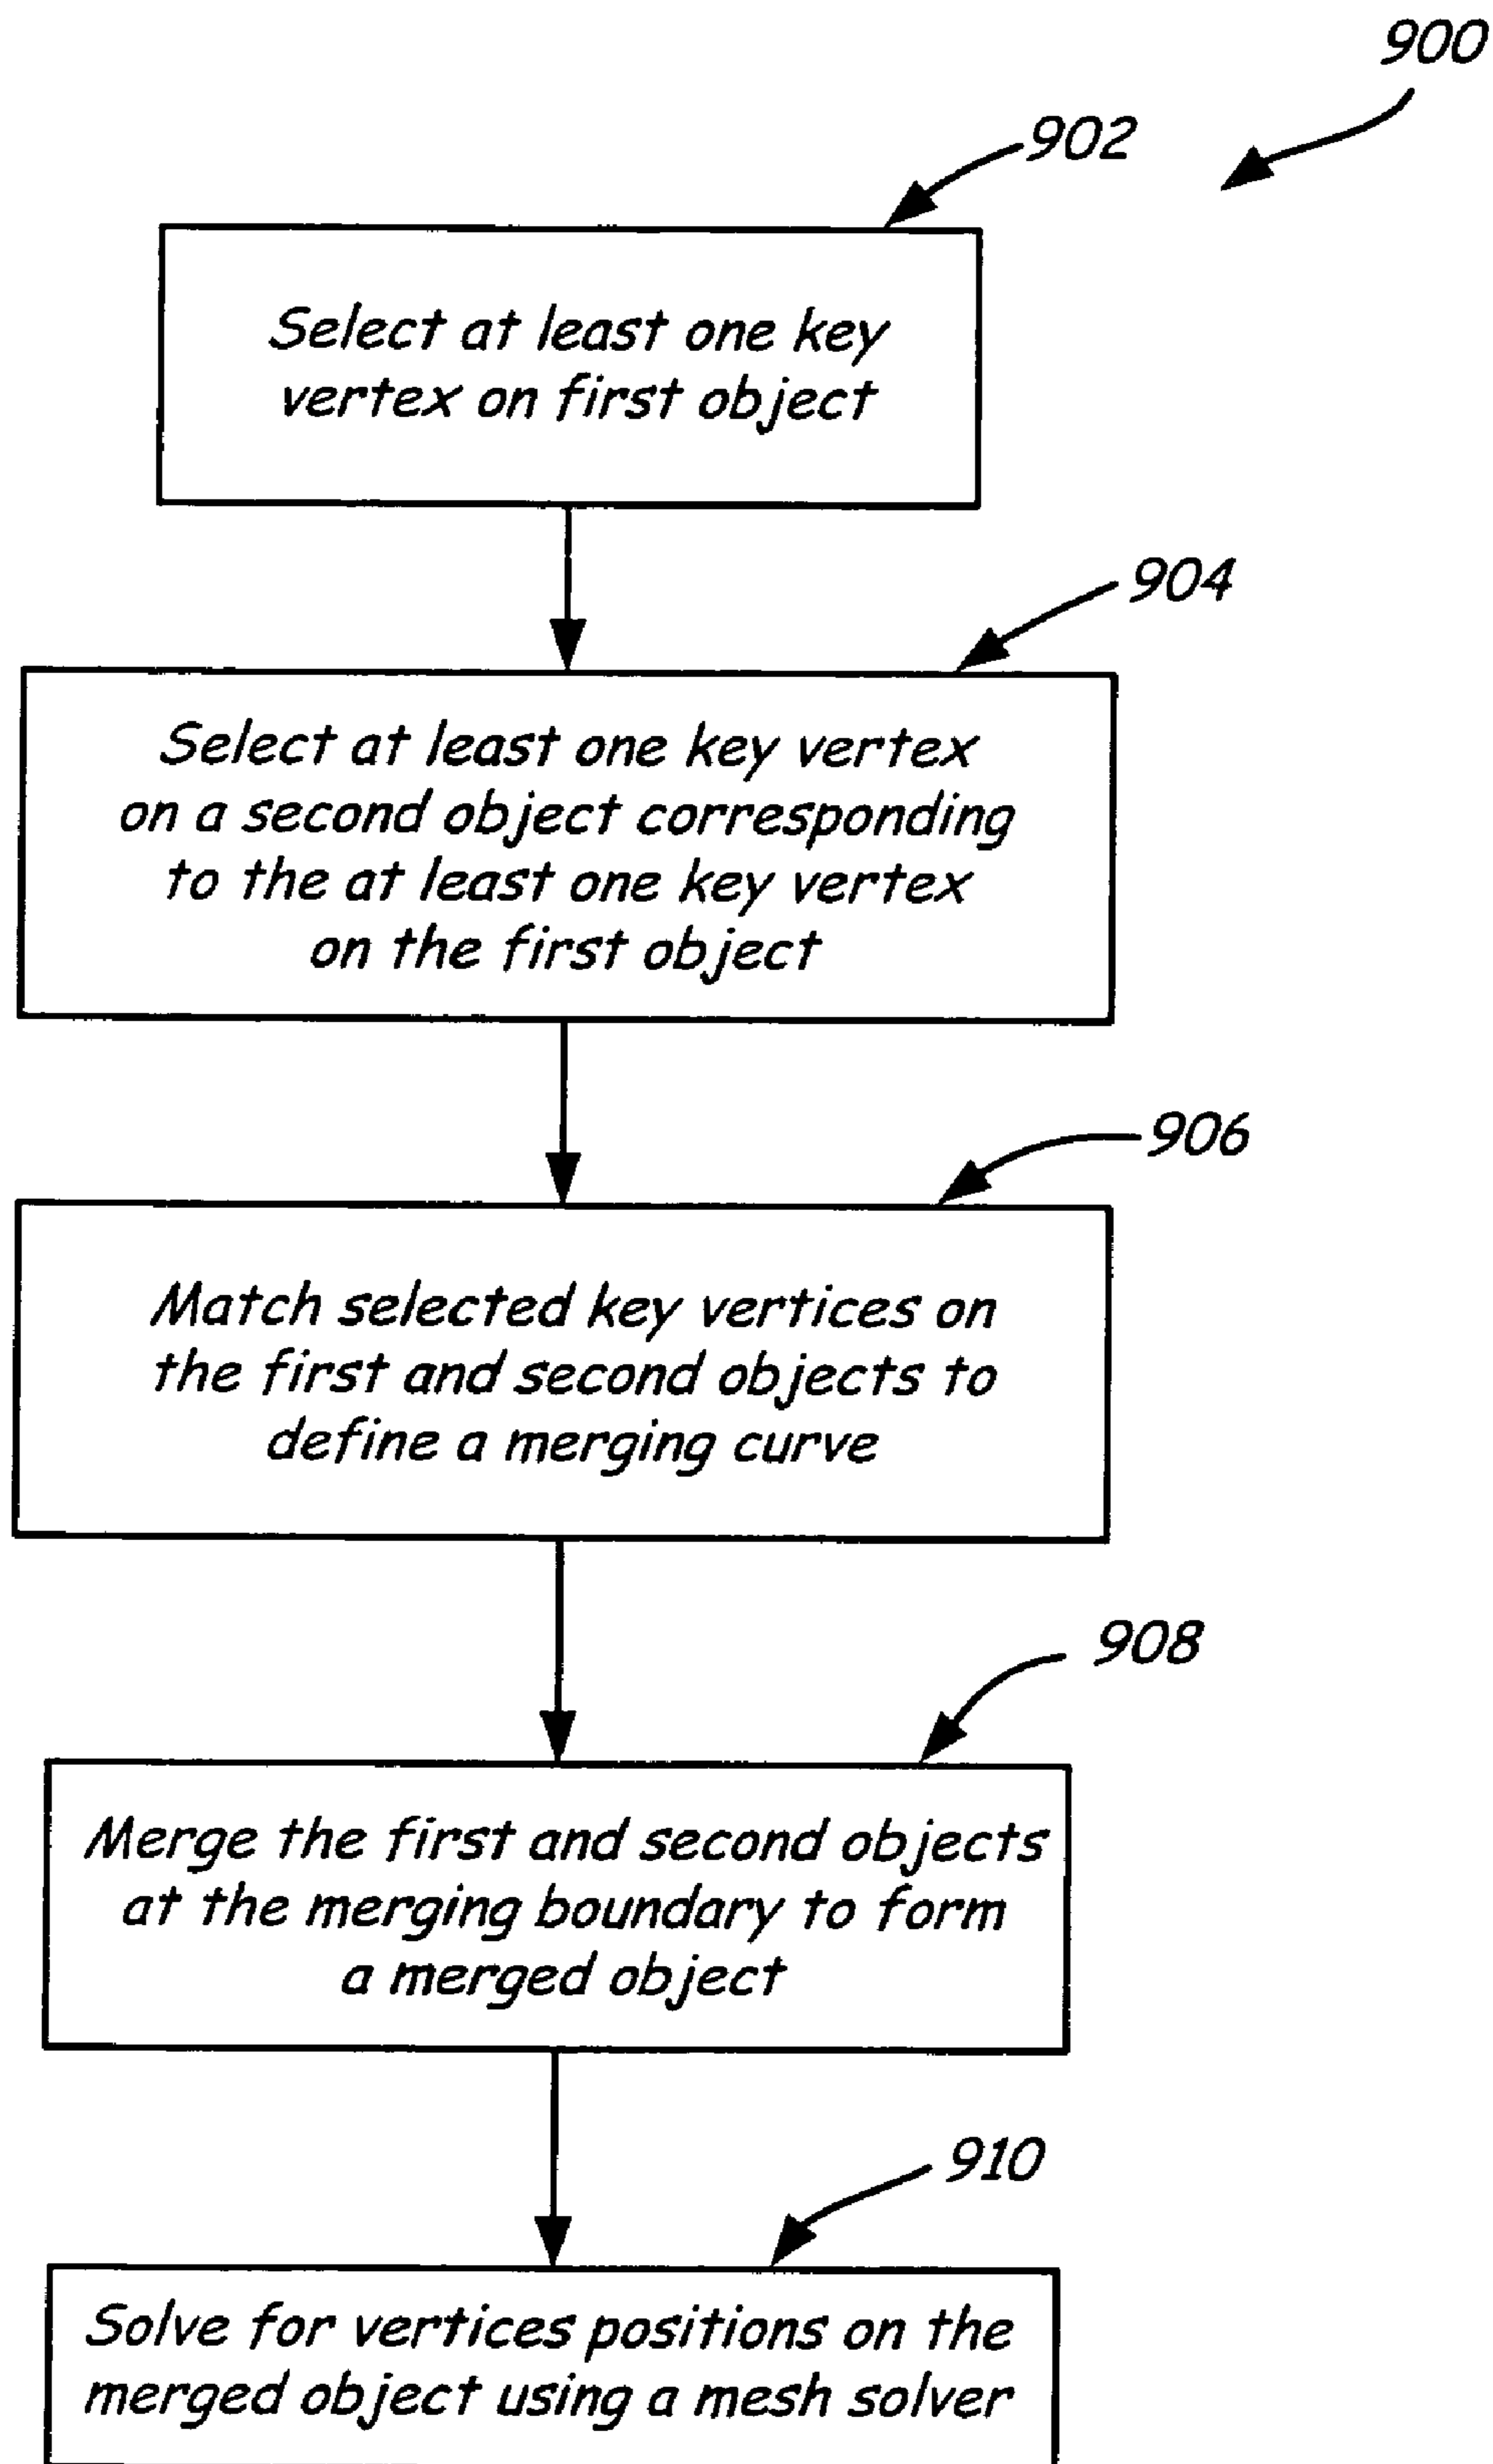 900
902
Select at least one key
vertex on first object
904
Select at least one key vertex
on a second object corresponding
to the at least one key vertex
on the first object
906
Match selected key vertices on
the first and second objects to
define a merging curve
908
Merge the first and second objects
at the merging boundary to form
a merged object
910
Solve for vertices positions on the
merged object using a mesh solver